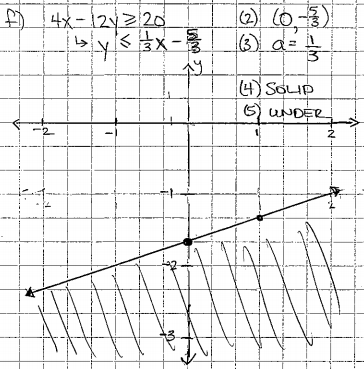 f) 4x - 12y ≥ 20
↳ y ≤ 1/3x - 5/3
(2) (0, -5/3)
(3) a = 1/3
(4) SOLID
(5) UNDER
y
-2 -1 1 2
-1
-2
-3